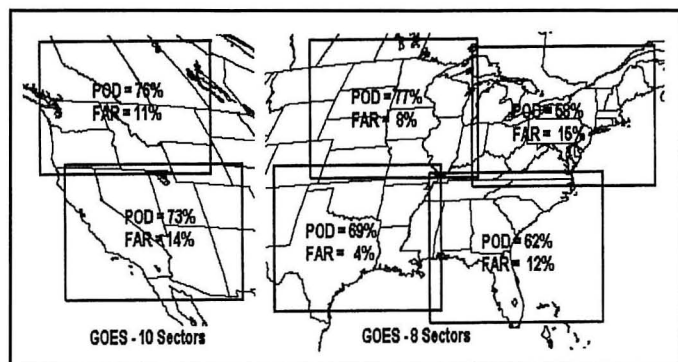 POD = 76%
FAR = 11%
POD = 77%
FAR = 8%
POD = 58%
FAR = 15%
POD = 73%
FAR = 14%
POD = 69%
FAR = 4%
POD = 62%
FAR = 12%
GOES - 10 Sectors
GOES - 8 Sectors